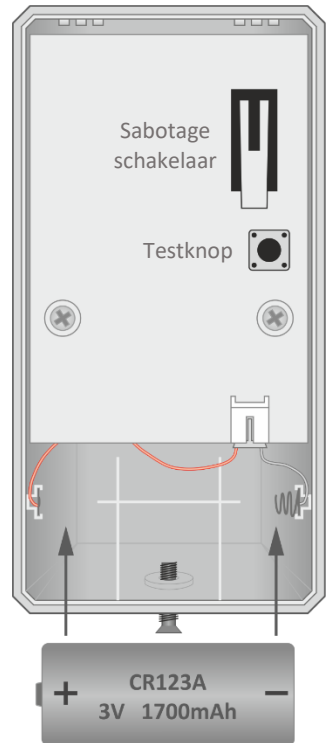 Sabotage
schakelaar
Testknop
+ CR123A −
3V 1700mAh